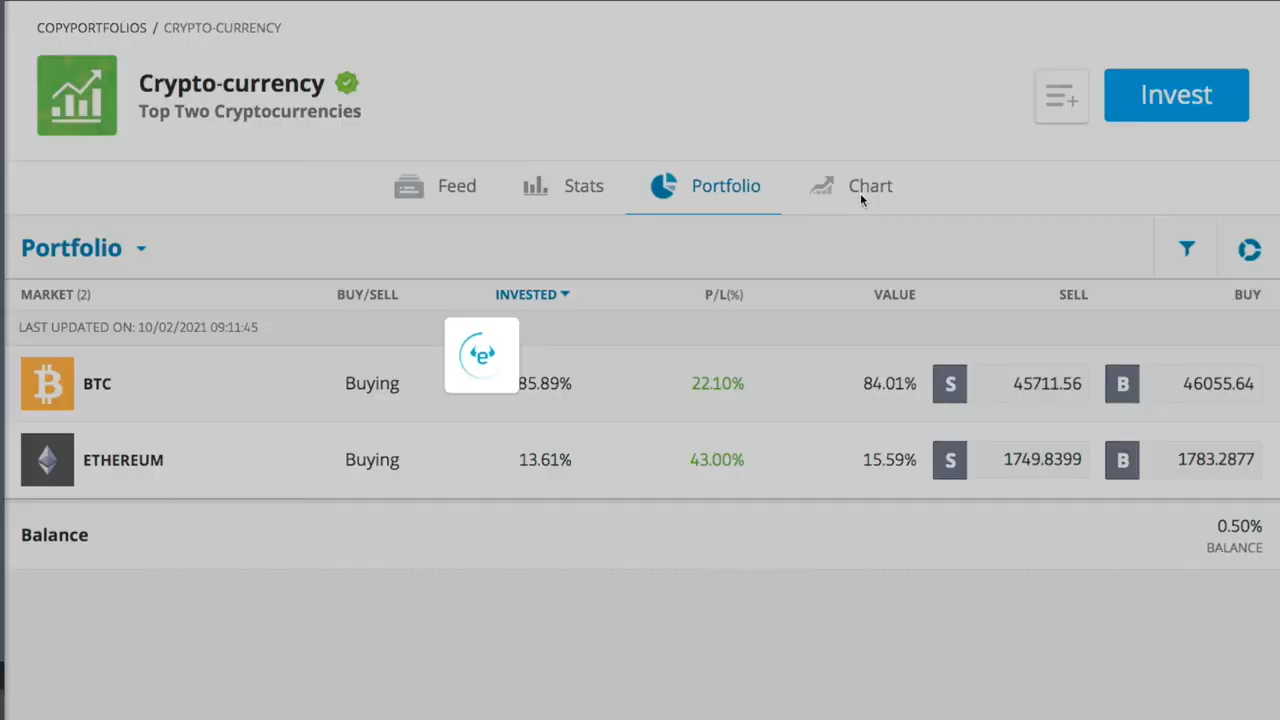 COPYPORTFOLIOS / CRYPTO-CURRENCY
Crypto-currency
Top Two Cryptocurrencies
Invest
Feed Stats Portfolio Chart
Portfolio
MARKET (2) BUY/SELL INVESTED P/L(%) VALUE SELL BUY
LAST UPDATED ON: 10/02/2021 09:11:45
e
BTC Buying 85.89% 22.10% 84.01% S 45711.56 B 46055.64
ETHEREUM Buying 13.61% 43.00% 15.59% S 1749.8399 B 1783.2877
Balance 0.50%
BALANCE